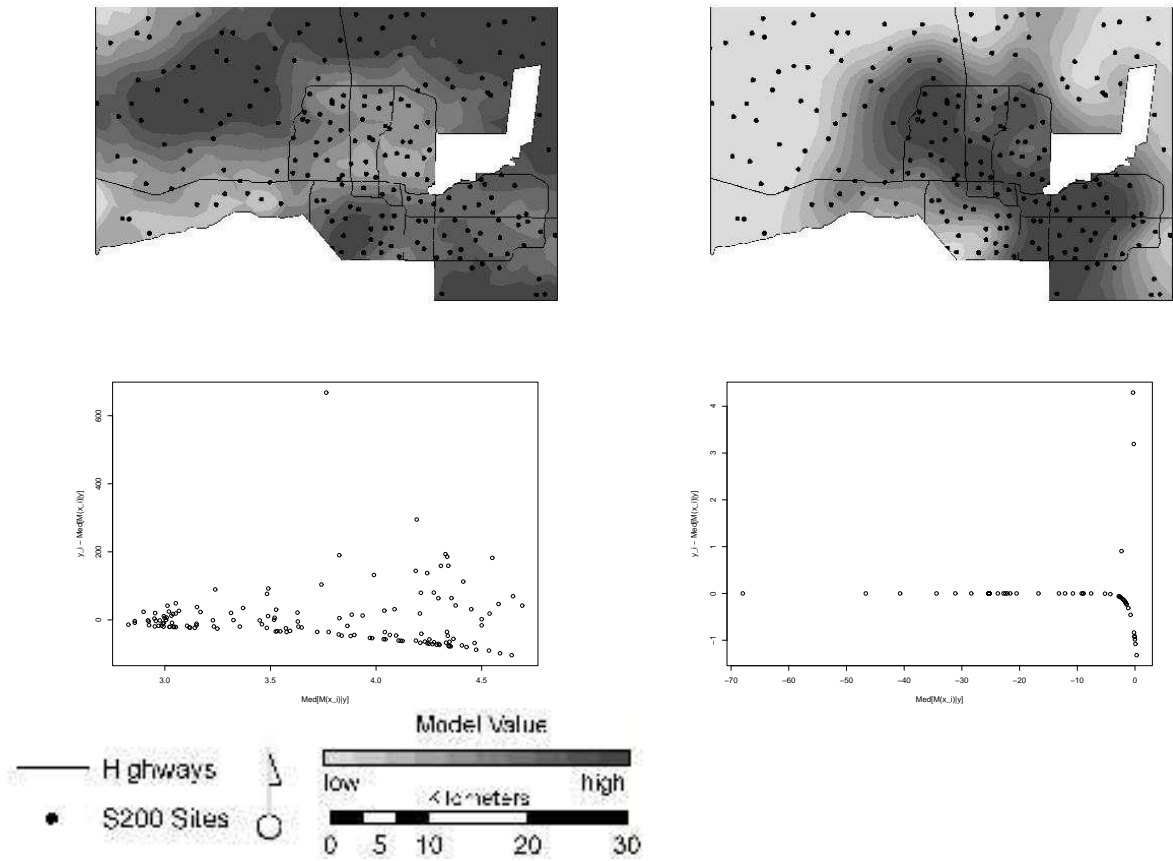 600
400
200
0
y_i − Med[M(x_i)|y]
3.0 3.5 4.0 4.5
Med[M(x_i)|y]
4
3
2
1
0
−1
y_i − Med[M(x_i)|y]
−70 −60 −50 −40 −30 −20 −10 0
Med[M(x_i)|y]
Model Value
Highways
low high
Kilometers
S200 Sites
0 5 10 20 30